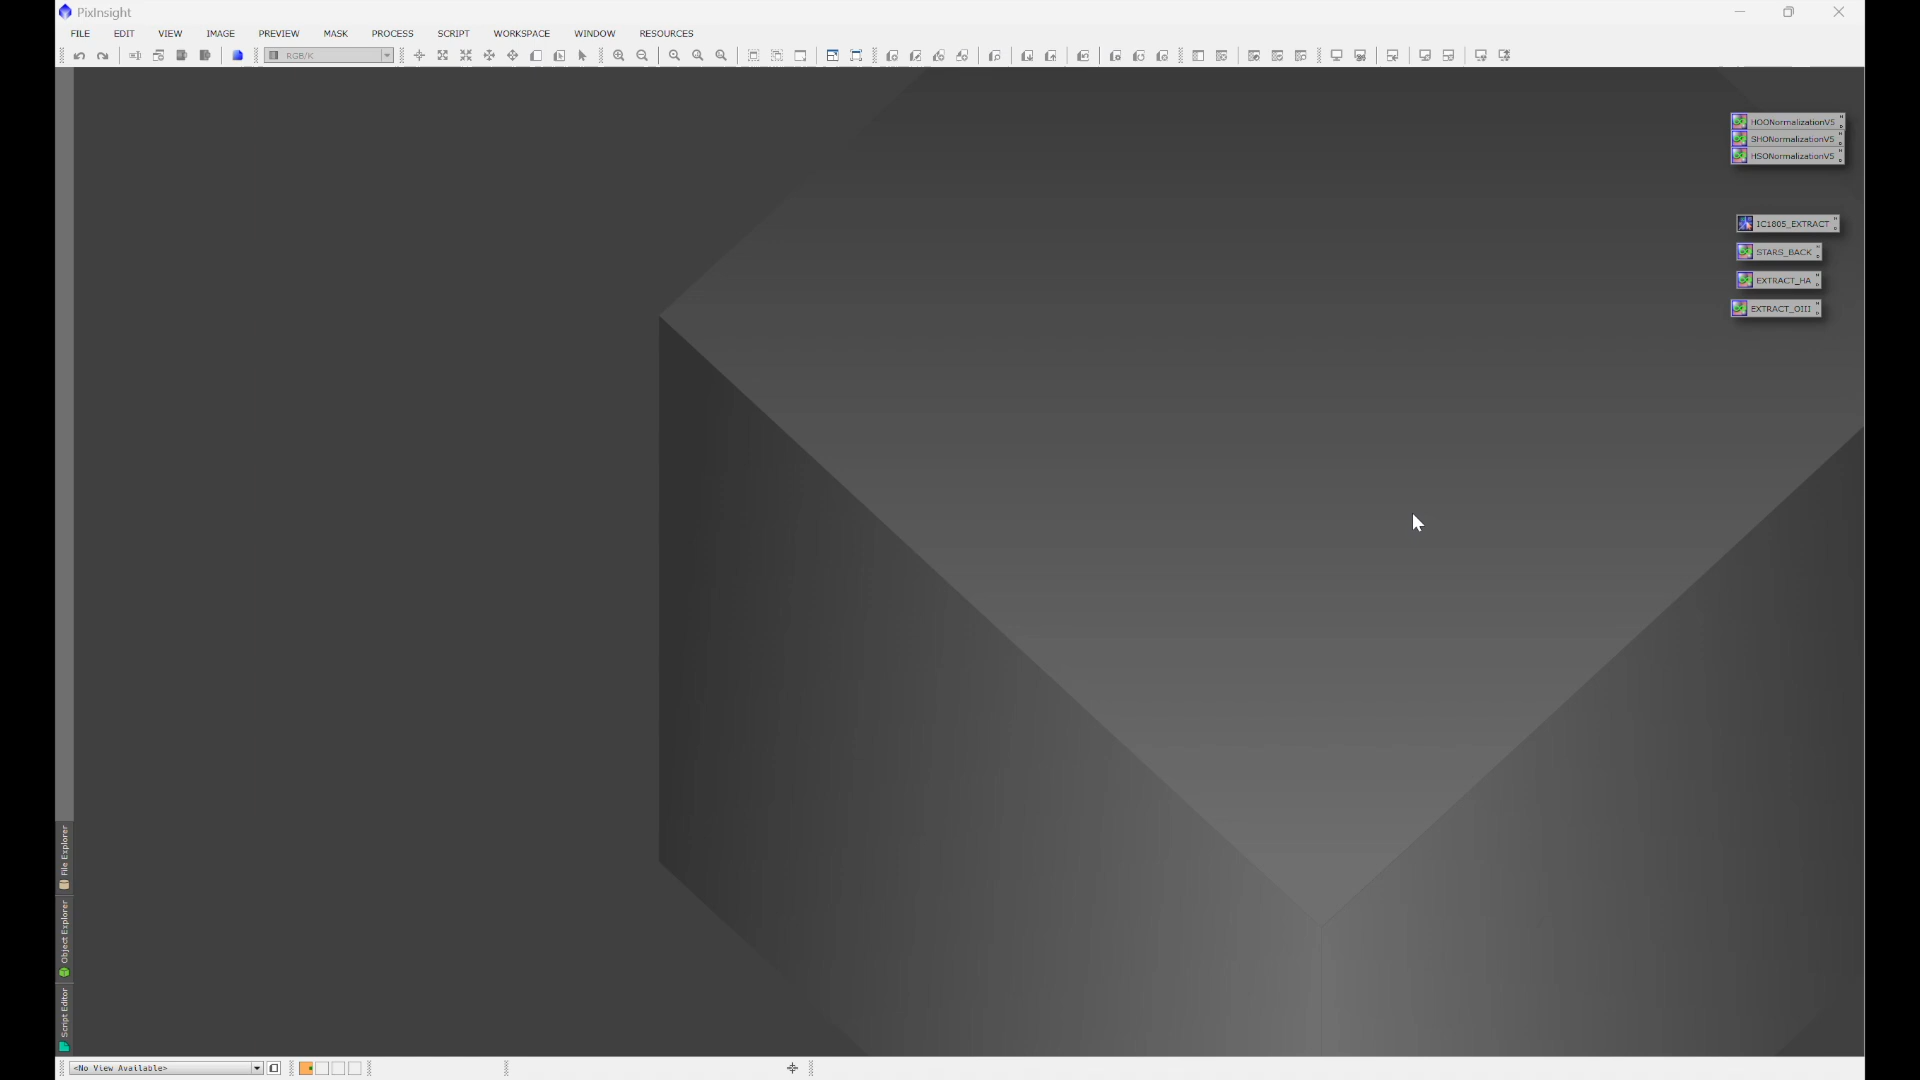 PixInsight
FILE EDIT VIEW IMAGE PREVIEW MASK PROCESS SCRIPT WORKSPACE WINDOW RESOURCES
RGB/K
HOONormalizationV5
SHONormalizationV5
HSONormalizationV5
IC1805_EXTRACT
STARS_BACK
EXTRACT_HA
EXTRACT_OIII
File Explorer
Object Explorer
Script Editor
<No View Available>